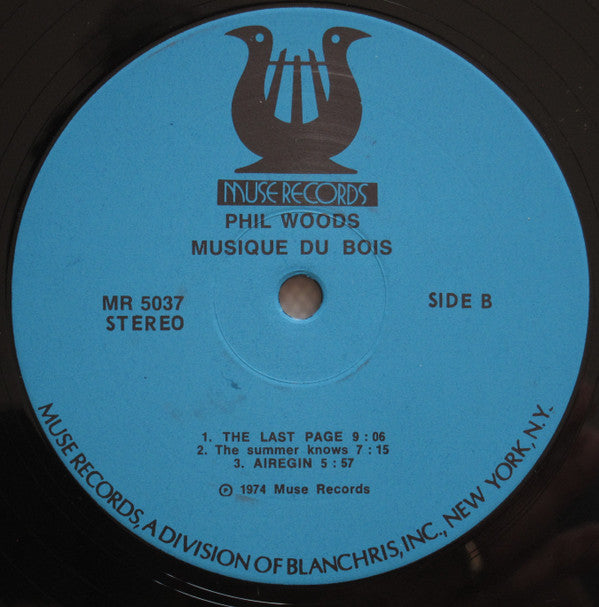 MUSE RECORDS
PHIL WOODS
MUSIQUE DU BOIS
MR 5037
STEREO
SIDE B
1. THE LAST PAGE 9 : 06
2. The summer knows 7 : 15
3. AIREGIN 5 : 57
℗ 1974 Muse Records
MUSE RECORDS, A DIVISION OF BLANCHRIS, INC., NEW YORK, N.Y.